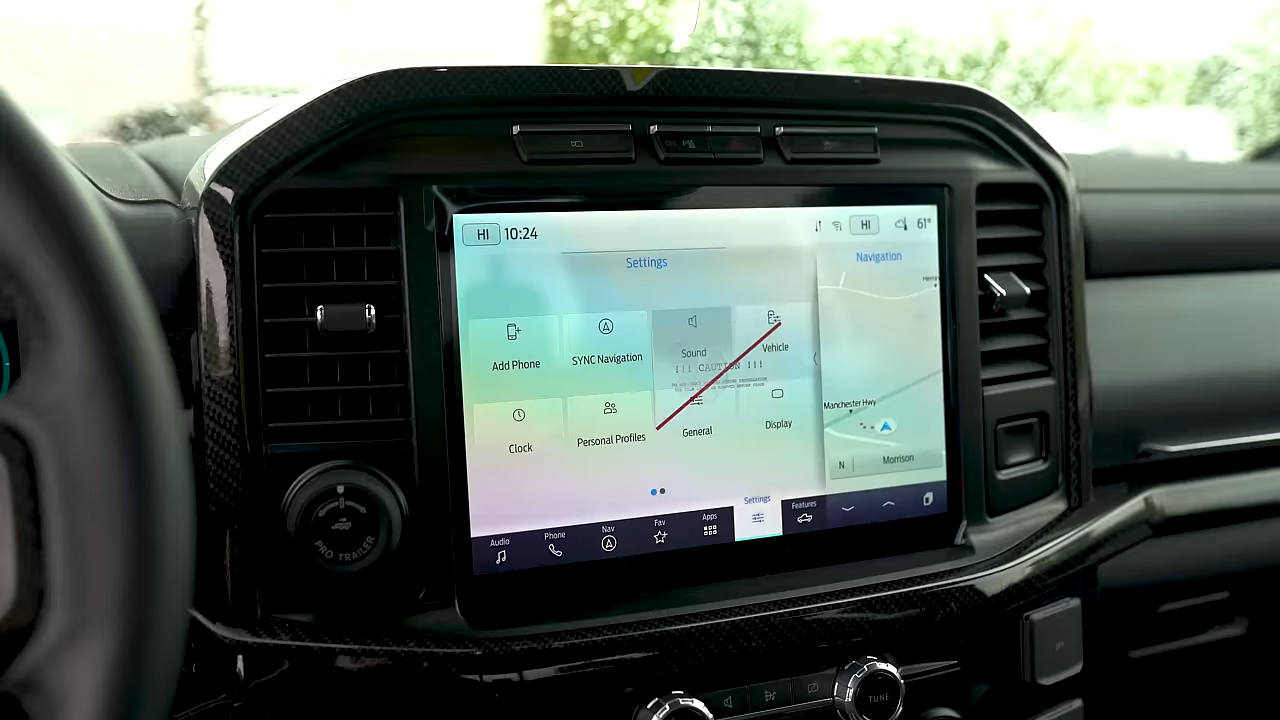 HI 10:24
HI 61°
Settings
Navigation
Add Phone
SYNC Navigation
Sound
Vehicle
!!! CAUTION !!!
Clock
Personal Profiles
General
Display
Manchester Hwy
N Morrison
Audio
Phone
Nav
Fav
Apps
Settings
Features
PRO TRAILER
TUNE